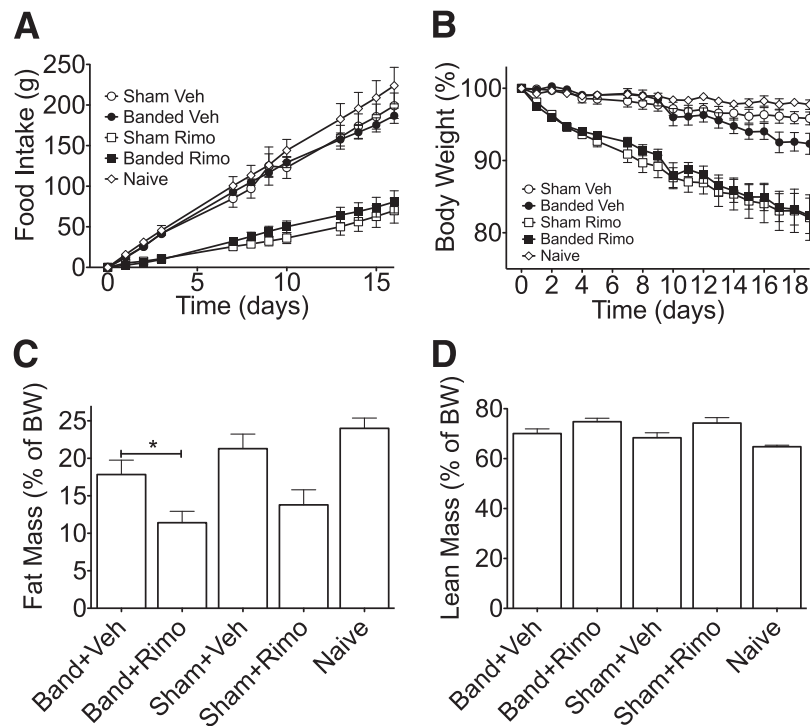 A
Food Intake (g)
250
200
150
100
50
0
Sham Veh
Banded Veh
Sham Rimo
Banded Rimo
Naive
0 5 10 15
Time (days)
B
Body Weight (%)
100
90
80
Sham Veh
Banded Veh
Sham Rimo
Banded Rimo
Naive
0 2 4 6 8 10 12 14 16 18
Time (days)
C
Fat Mass (% of BW)
25
20
15
10
5
0
*
Band+Veh
Band+Rimo
Sham+Veh
Sham+Rimo
Naive
D
Lean Mass (% of BW)
80
60
40
20
0
Band+Veh
Band+Rimo
Sham+Veh
Sham+Rimo
Naive